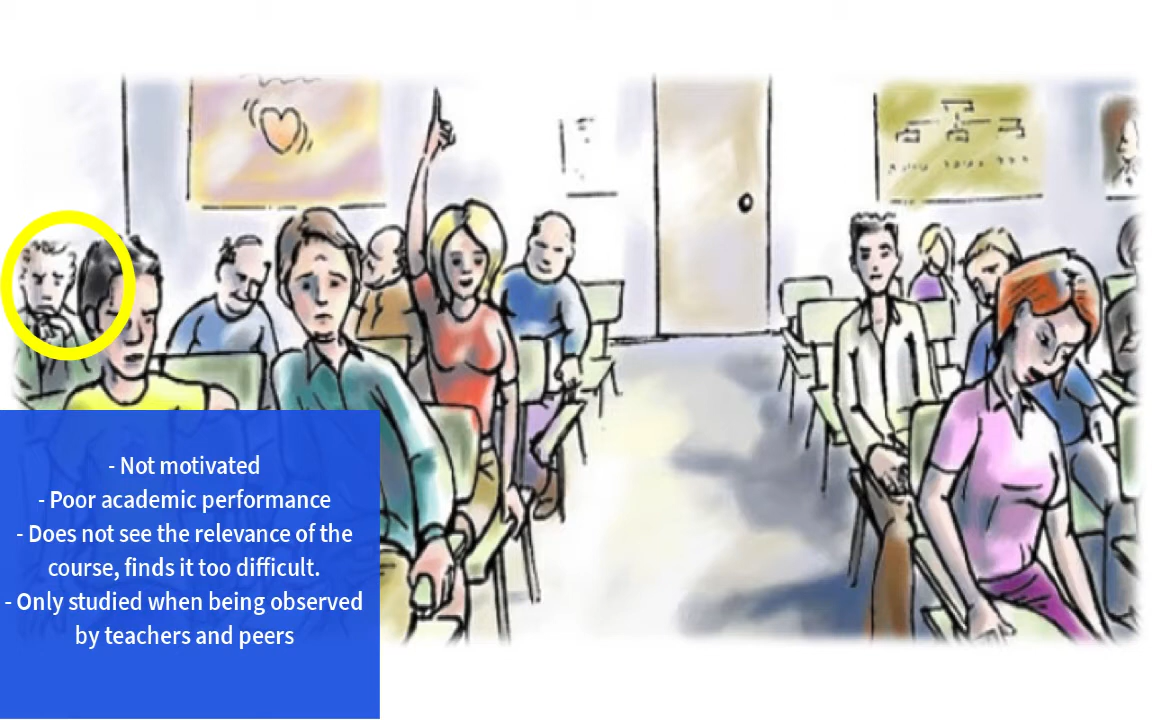 - Not motivated
- Poor academic performance
- Does not see the relevance of the
course, finds it too difficult.
- Only studied when being observed
by teachers and peers